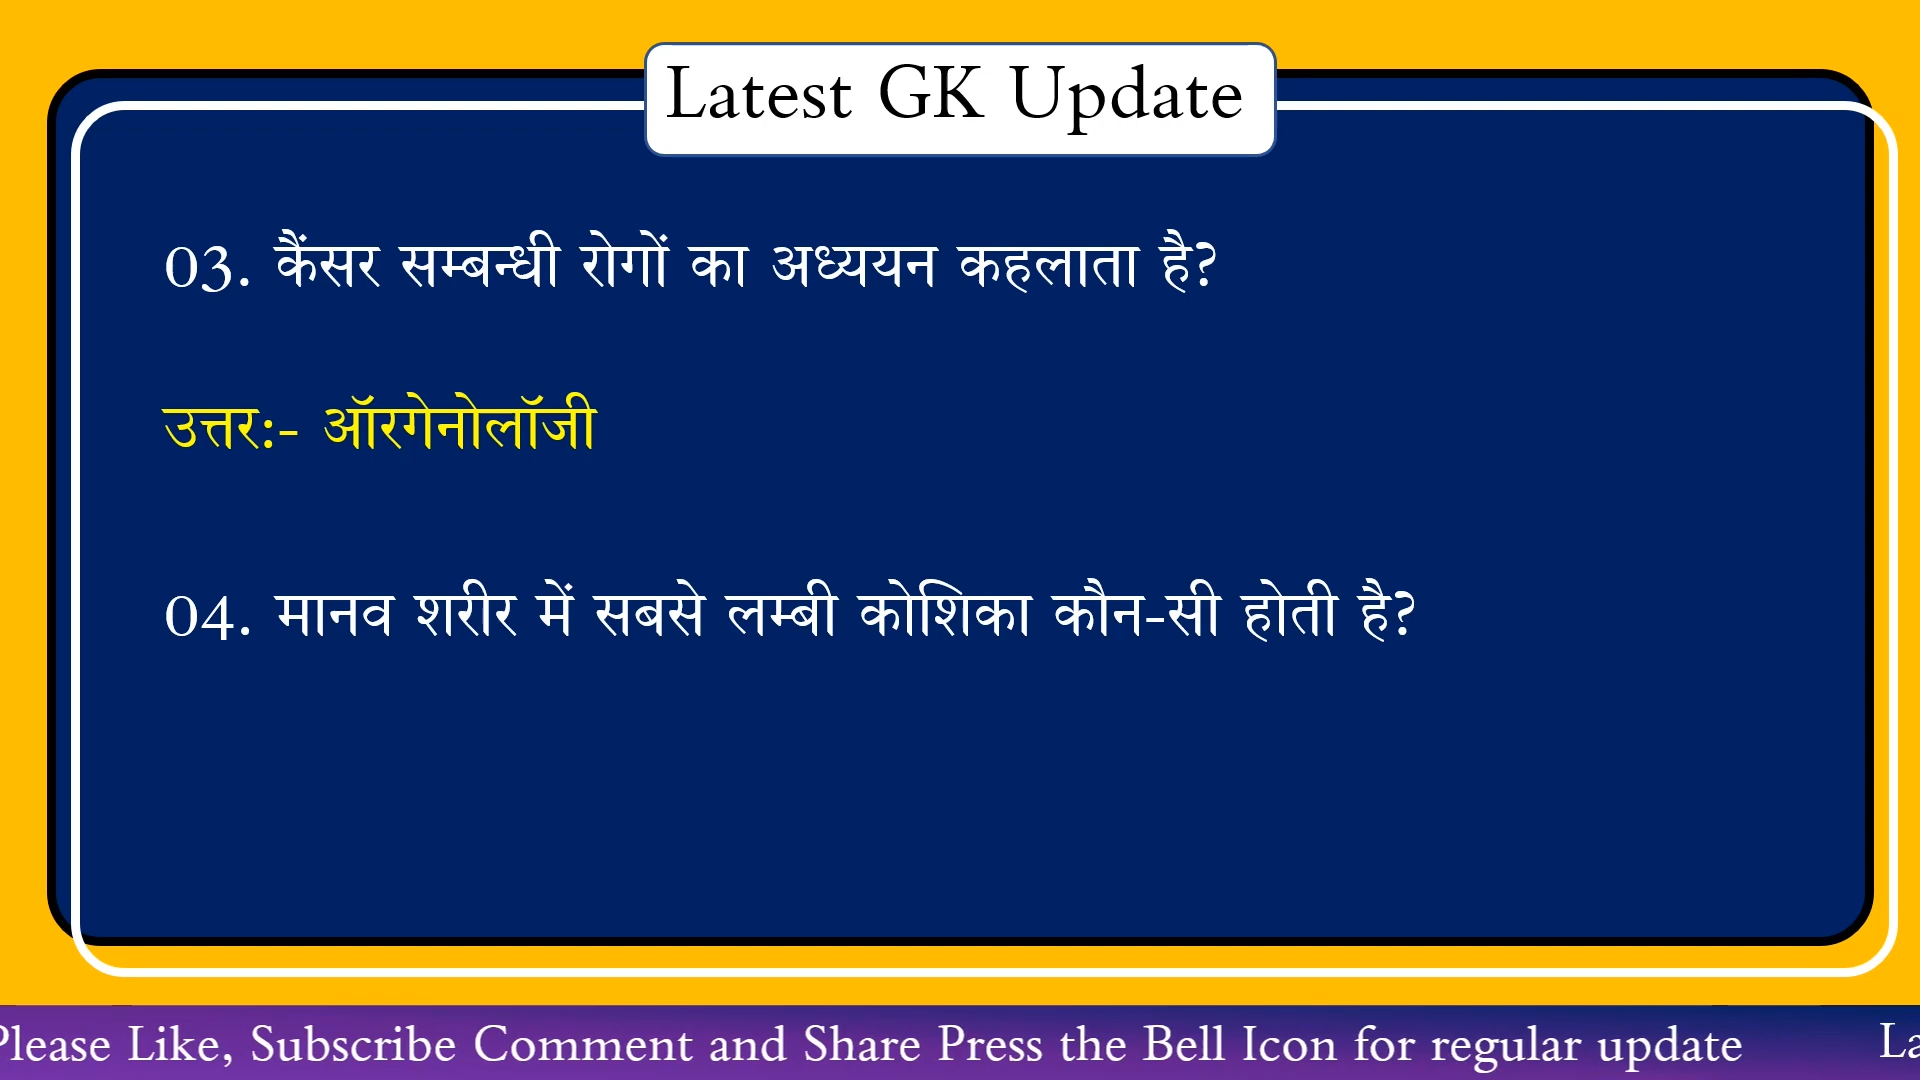 Latest GK Update
03. कैंसर सम्बन्धी रोगों का अध्ययन कहलाता है?
उत्तर:- ऑरगेनोलॉजी
04. मानव शरीर में सबसे लम्बी कोशिका कौन-सी होती है?
Please Like, Subscribe Comment and Share Press the Bell Icon for regular update